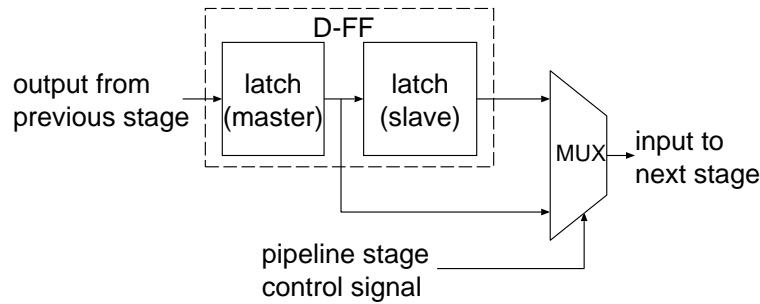 D-FF
output from
previous stage
latch
(master)
latch
(slave)
MUX
input to
next stage
pipeline stage
control signal